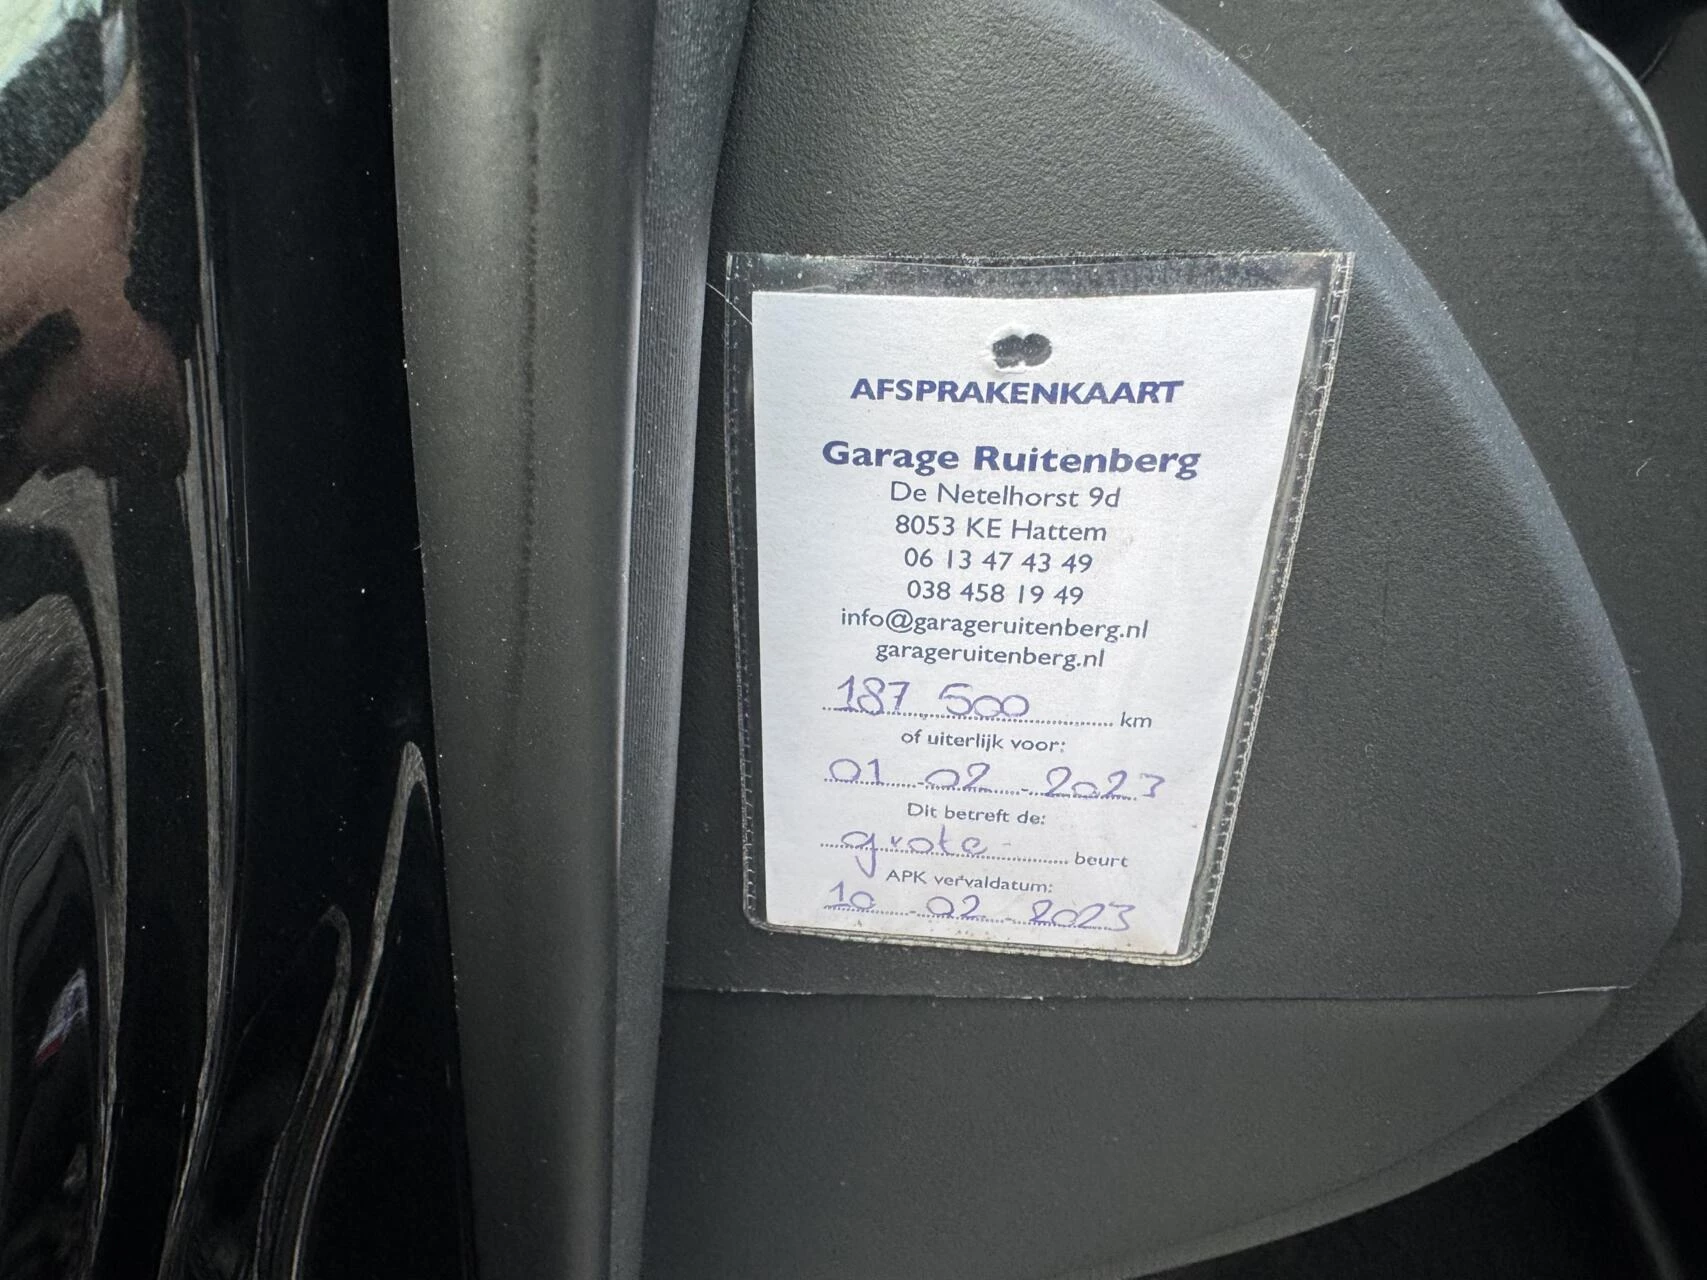 AFSPRAKENKAART
Garage Ruitenberg
De Netelhorst 9d
8053 KE Hattem
06 13 47 43 49
038 458 19 49
info@garageruitenberg.nl
garageruitenberg.nl
187 500 km
of uiterlijk voor:
01-02-2023
Dit betreft de:
grote beurt
APK vervaldatum:
10-02-2023